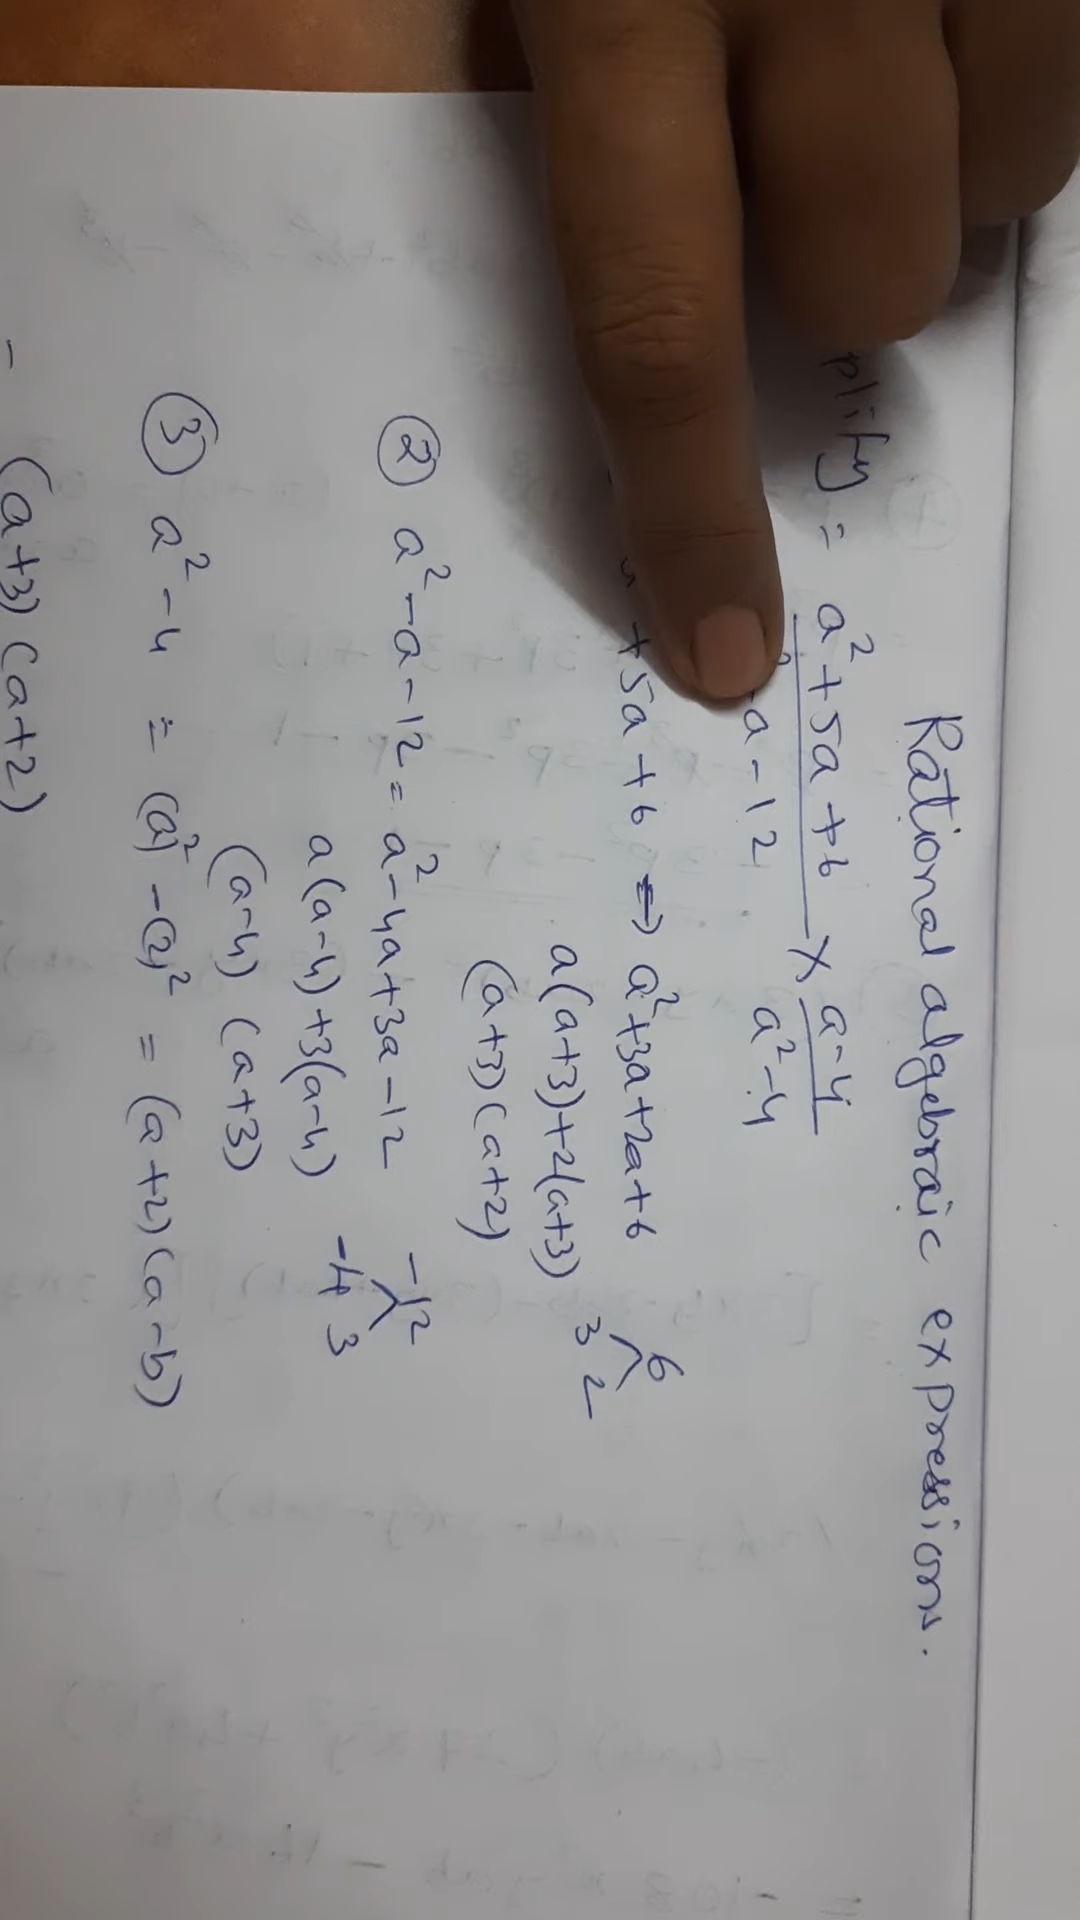 Rational algebraic expressions.
plify = a²+5a+6 / -a-12 × a-4 / a²-4
+5a+6 ⇒ a²+3a+2a+6
a(a+3)+2(a+3)
(a+3)(a+2)
6
3 2
② a²-a-12 = a²-4a+3a-12
a(a-4)+3(a-4)
(a-4) (a+3)
-12
-4 3
③ a²-4 = (a)²-(2)² = (a+2)(a-b)
(a+3)(a+2)